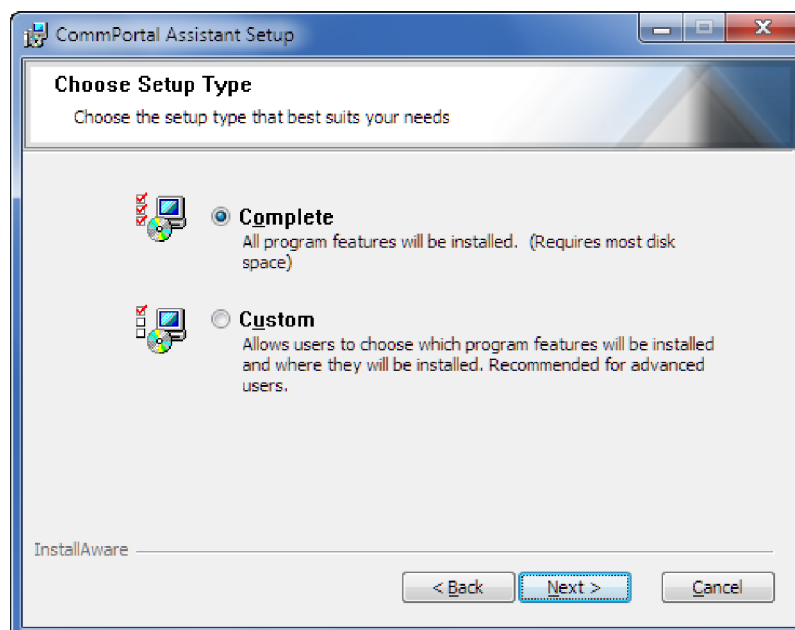 CommPortal Assistant Setup
Choose Setup Type
Choose the setup type that best suits your needs
Complete
All program features will be installed.  (Requires most disk
space)
Custom
Allows users to choose which program features will be installed
and where they will be installed. Recommended for advanced
users.
InstallAware
< Back Next > Cancel